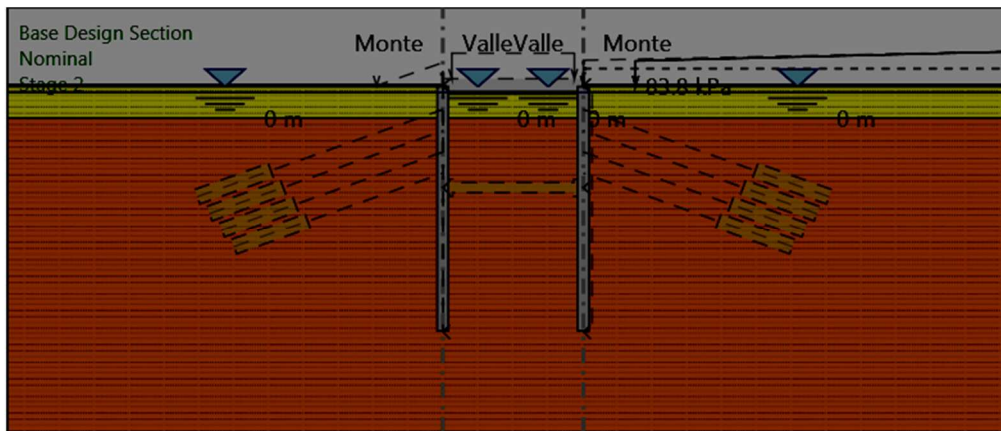 Base Design Section
Nominal
Stage 2
Monte
ValleValle
Monte
83.8 kPa
0 m
0 m
0 m
0 m